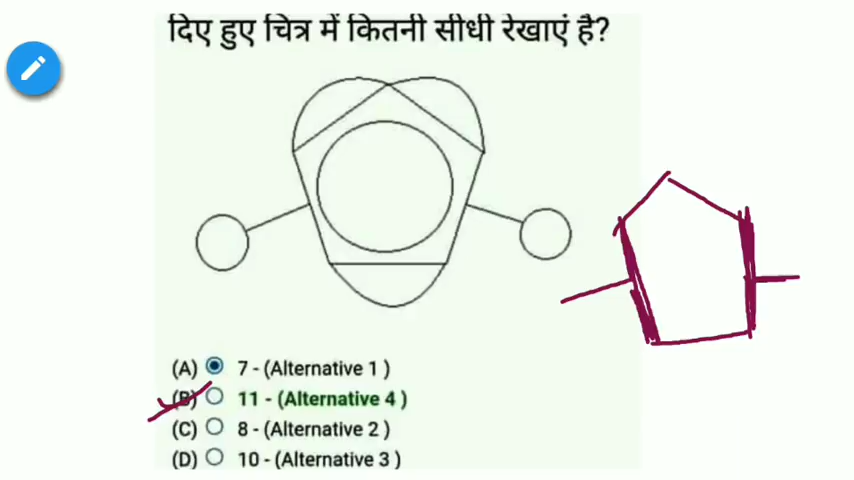 दिए हुए चित्र में कितनी सीधी रेखाएं है?
(A) 7 - (Alternative 1 )
(B) 11 - (Alternative 4 )
(C) 8 - (Alternative 2 )
(D) 10 - (Alternative 3 )